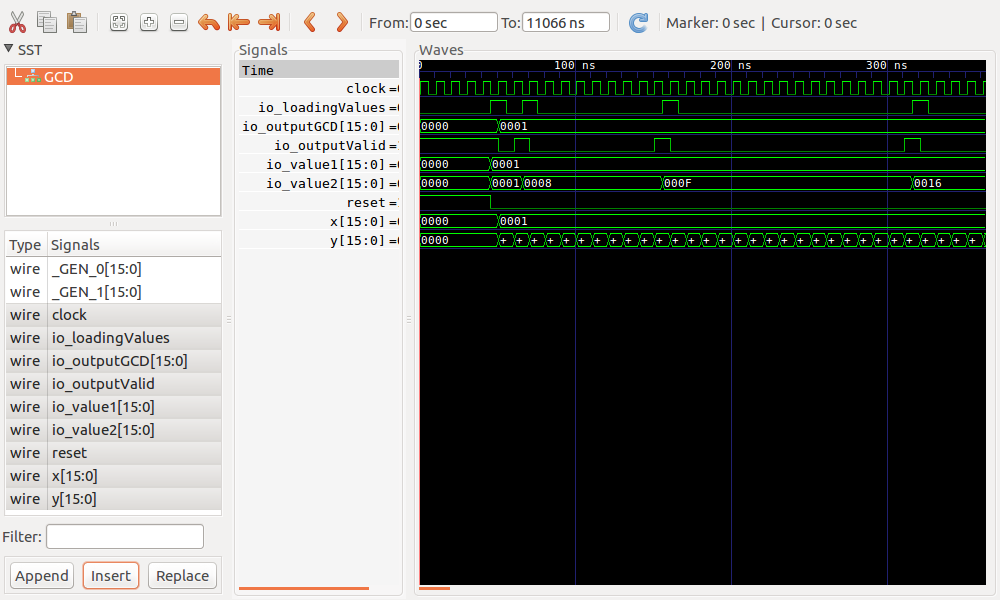 From: 0 sec To: 11066 ns Marker: 0 sec | Cursor: 0 sec
SST
GCD
Type Signals
wire _GEN_0[15:0]
wire _GEN_1[15:0]
wire clock
wire io_loadingValues
wire io_outputGCD[15:0]
wire io_outputValid
wire io_value1[15:0]
wire io_value2[15:0]
wire reset
wire x[15:0]
wire y[15:0]
Filter:
Append Insert Replace
Signals
Time
clock =
io_loadingValues =
io_outputGCD[15:0] =
io_outputValid =
io_value1[15:0] =
io_value2[15:0] =
reset =
x[15:0] =
y[15:0] =
Waves
0 100 ns 200 ns 300 ns
0000 0001
0000 0001
0000 0001 0008 000F 0016
0000 0001
0000 + + + + + + + + + + + + + + + + + + + + + + + + + + + + + + +